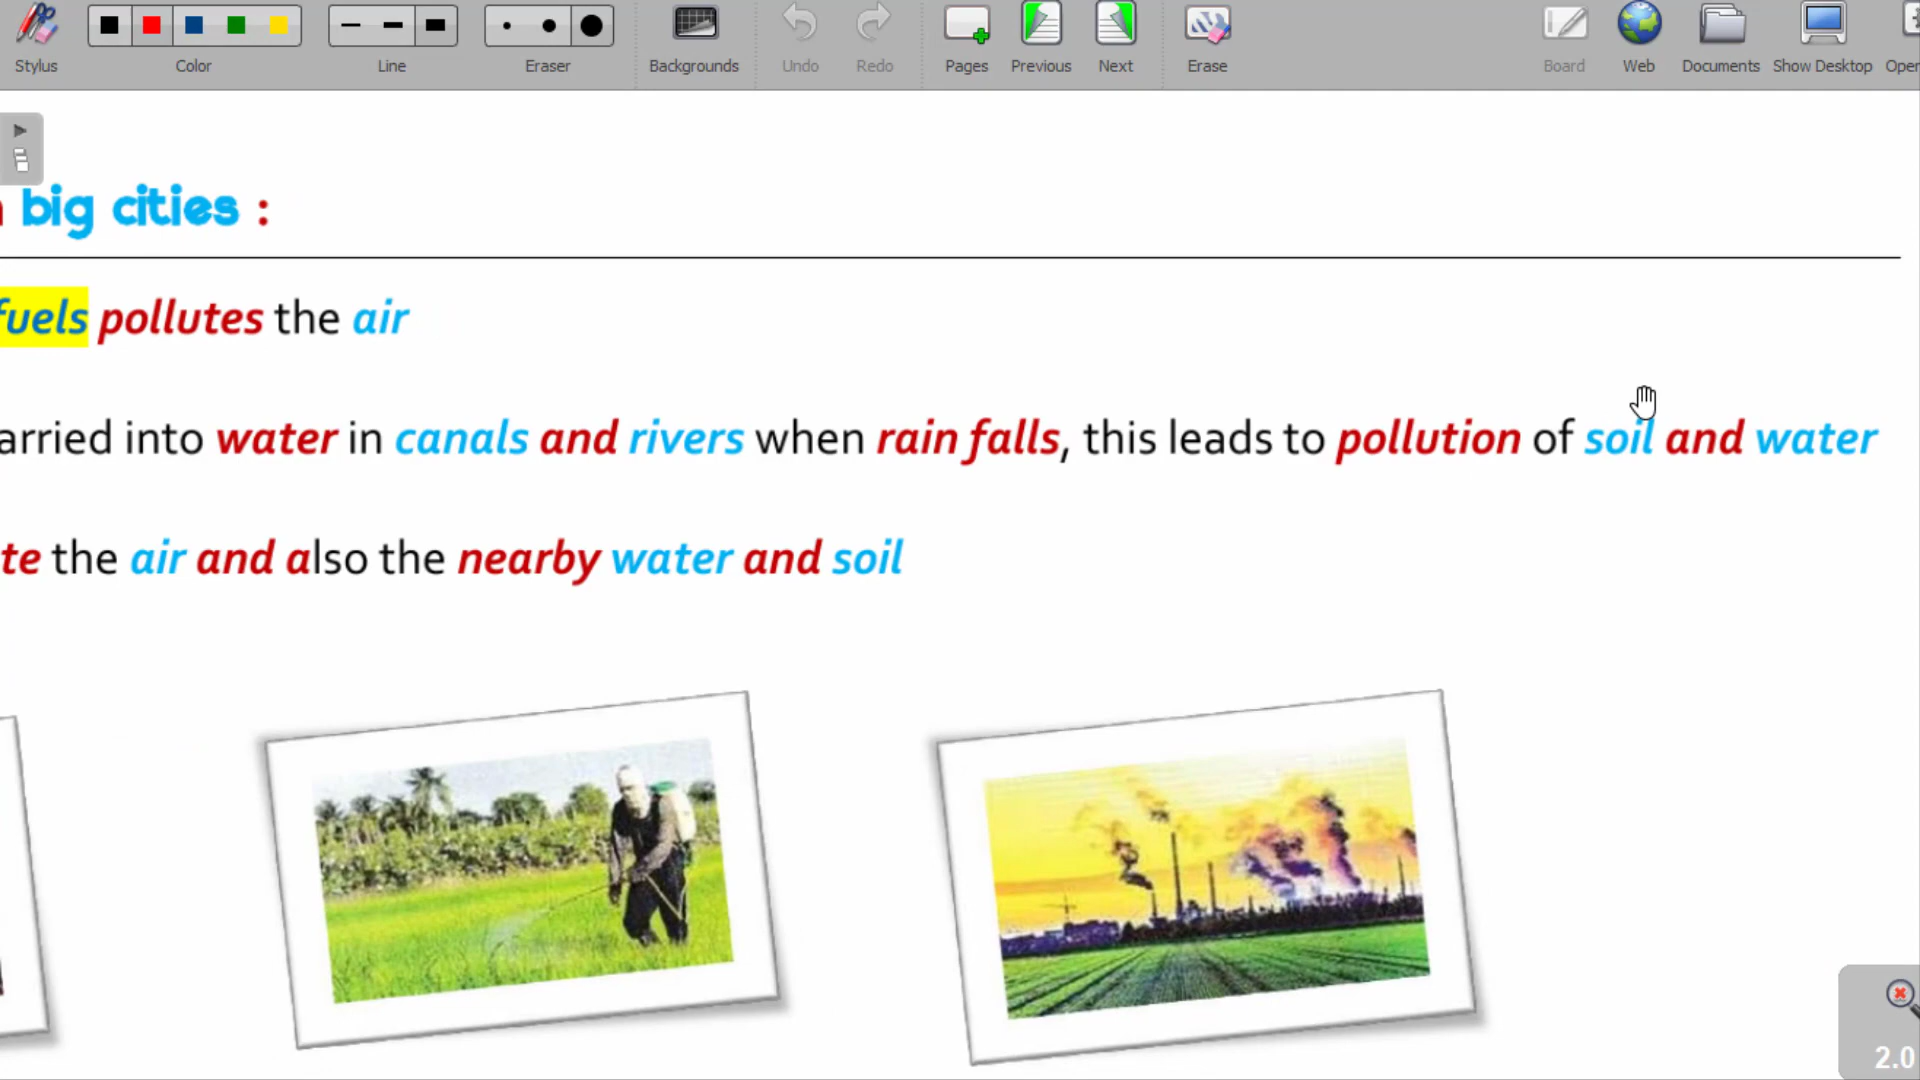 Stylus Color Line Eraser Backgrounds Undo Redo Pages Previous Next Erase Board Web Documents Show Desktop
big cities :
fuels pollutes the air
arried into water in canals and rivers when rain falls, this leads to pollution of soil and water
te the air and also the nearby water and soil
2.0